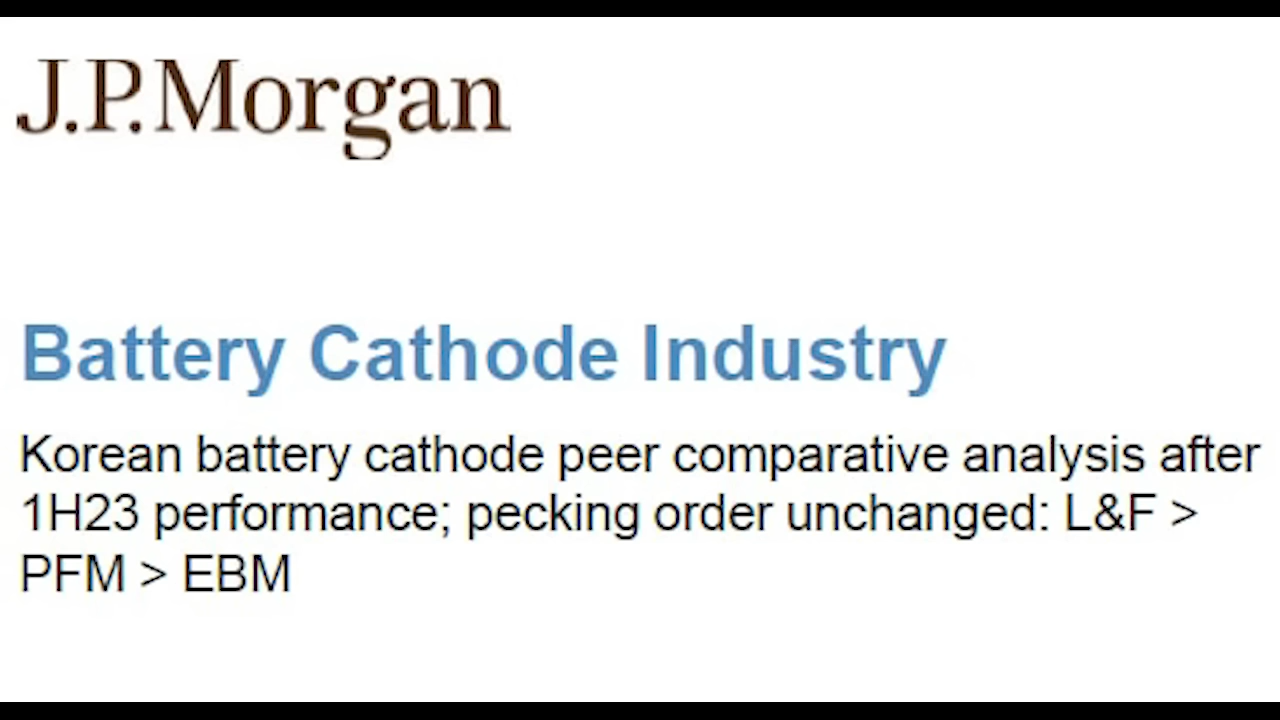 J.P.Morgan
Battery Cathode Industry
Korean battery cathode peer comparative analysis after
1H23 performance; pecking order unchanged: L&F >
PFM > EBM